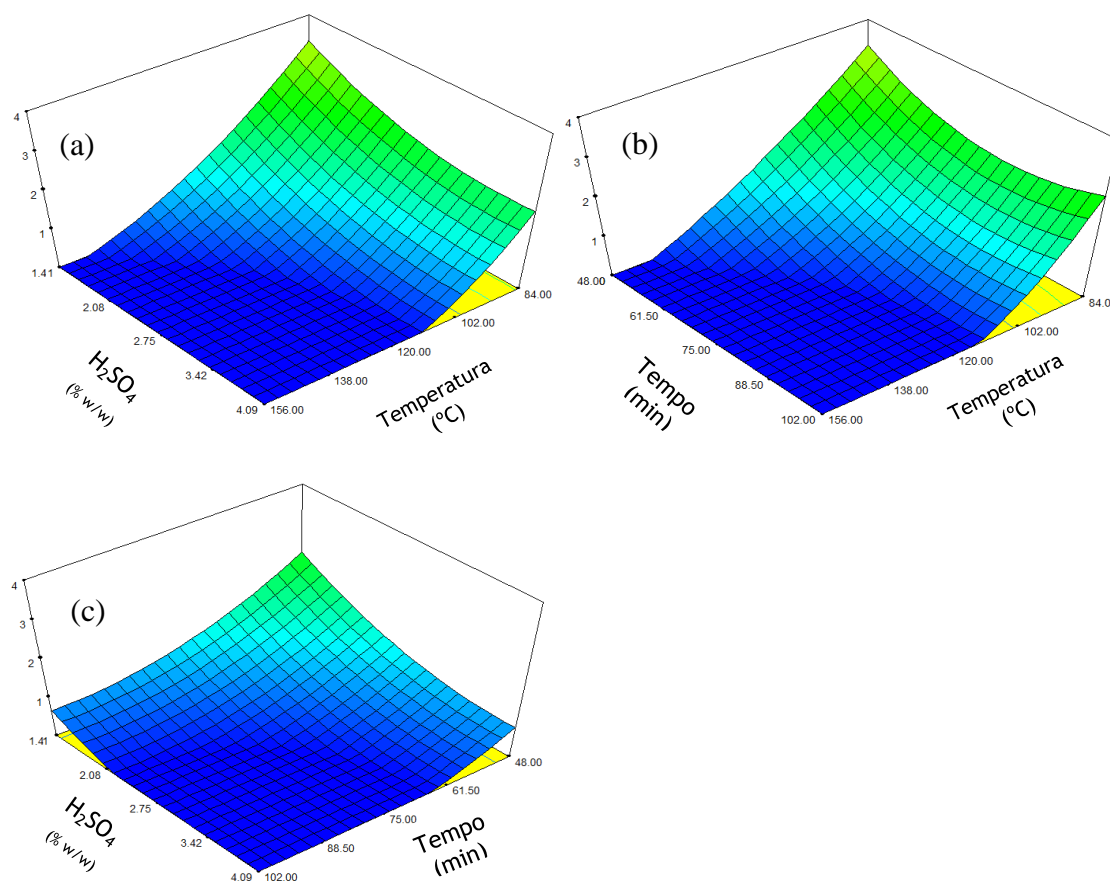 (a)
4
3
2
1
1.41
2.08
2.75
3.42
4.09
156.00
138.00
120.00
102.00
84.00
H₂SO₄
(% w/w)
Temperatura
(ºC)
(b)
4
3
2
1
48.00
61.50
75.00
88.50
102.00
156.00
138.00
120.00
102.00
84.00
Tempo
(min)
Temperatura
(ºC)
(c)
4
3
2
1
1.41
2.08
2.75
3.42
4.09
102.00
88.50
75.00
61.50
48.00
H₂SO₄
(% w/w)
Tempo
(min)